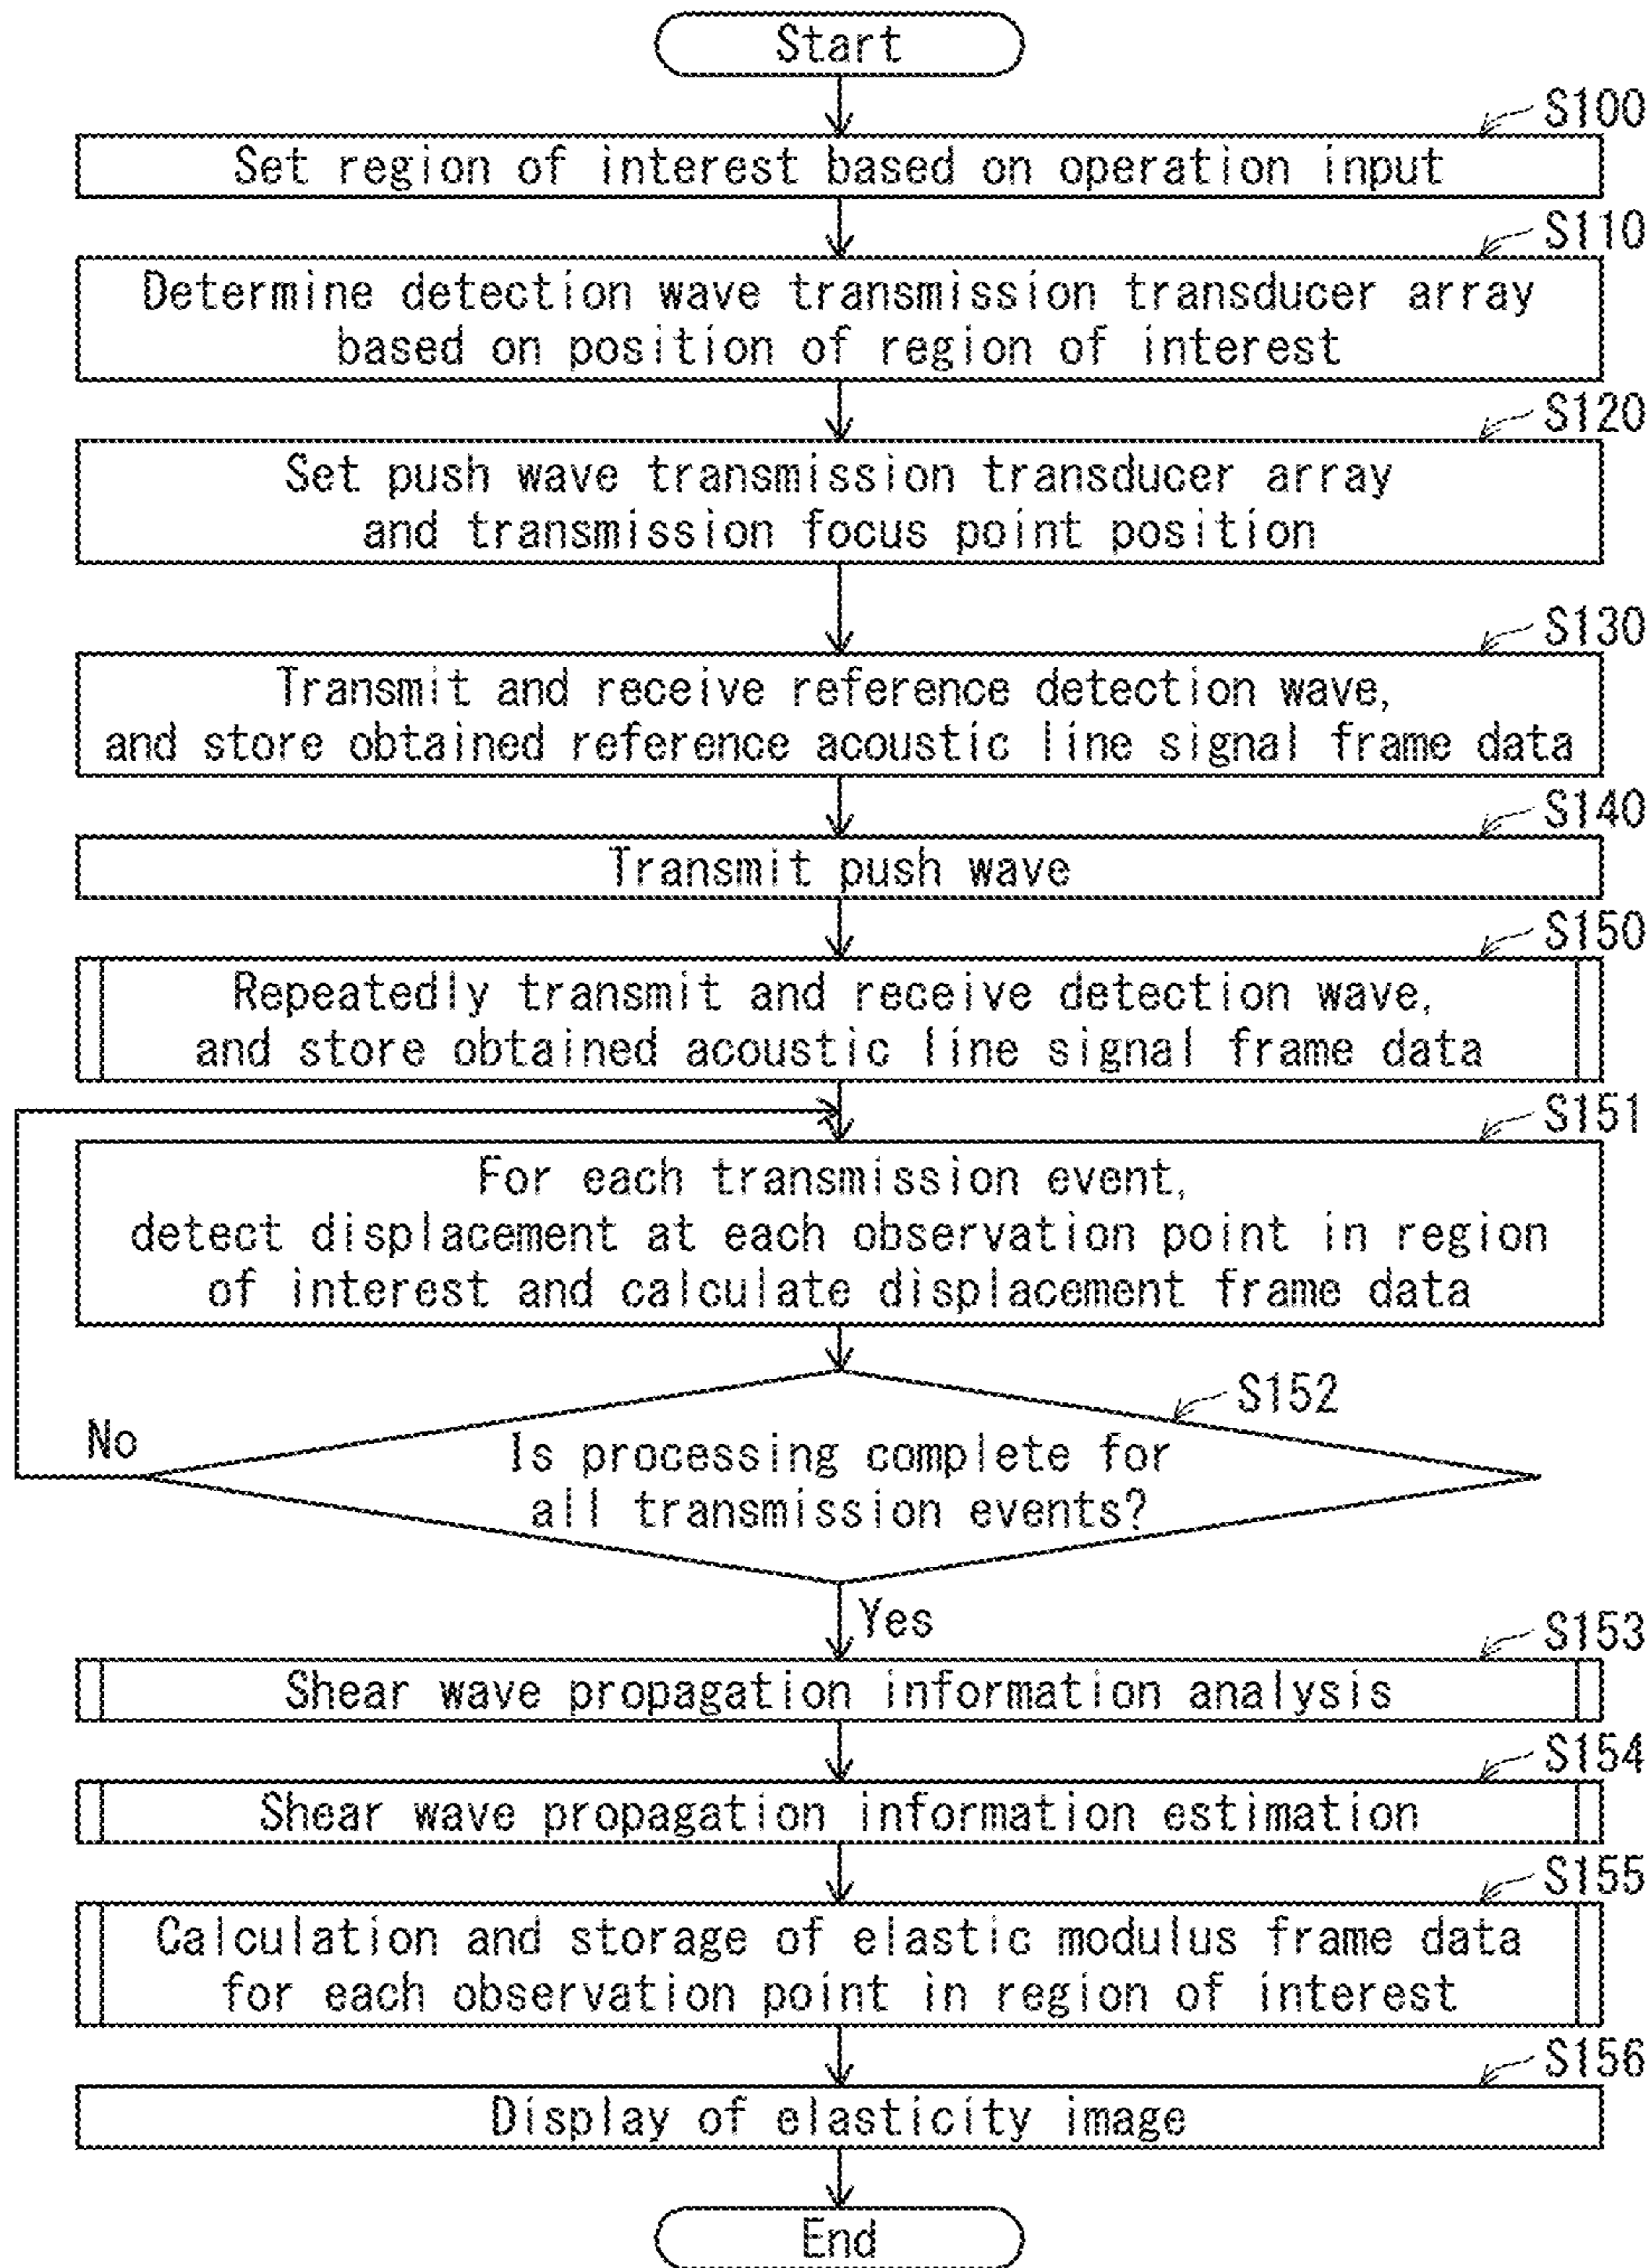 Start
S100
Set region of interest based on operation input
S110
Determine detection wave transmission transducer array
based on position of region of interest
S120
Set push wave transmission transducer array
and transmission focus point position
S130
Transmit and receive reference detection wave,
and store obtained reference acoustic line signal frame data
S140
Transmit push wave
S150
Repeatedly transmit and receive detection wave,
and store obtained acoustic line signal frame data
S151
For each transmission event,
detect displacement at each observation point in region
of interest and calculate displacement frame data
S152
No
Is processing complete for
all transmission events?
Yes
S153
Shear wave propagation information analysis
S154
Shear wave propagation information estimation
S155
Calculation and storage of elastic modulus frame data
for each observation point in region of interest
S156
Display of elasticity image
End